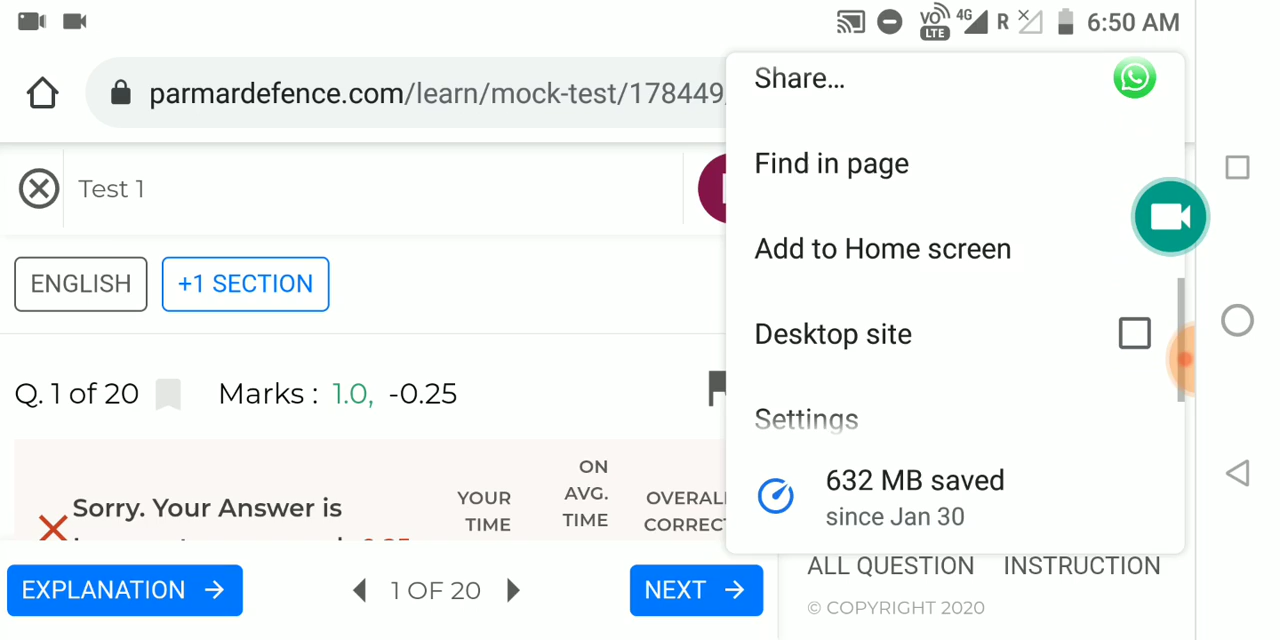 VO LTE 4G R 6:50 AM
parmardefence.com/learn/mock-test/178449
Share...
Find in page
Add to Home screen
Desktop site
Settings
632 MB saved
since Jan 30
Test 1
ENGLISH
+1 SECTION
Q. 1 of 20 Marks : 1.0, -0.25
Sorry. Your Answer is
YOUR
TIME
ON
AVG.
TIME
OVERALL
CORRECT
EXPLANATION →
1 OF 20
NEXT →
ALL QUESTION INSTRUCTION
© COPYRIGHT 2020